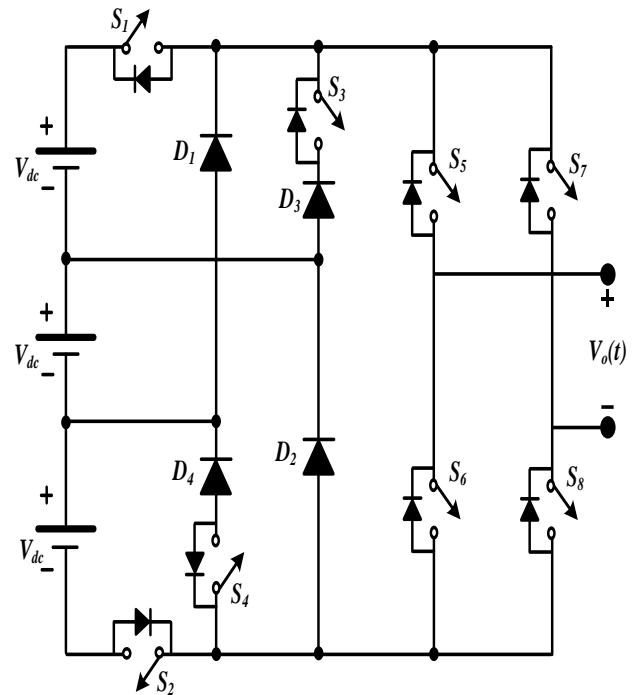 S1
+
Vdc
−
D1
S3
D3
S5
S7
+
Vdc
−
+
Vo(t)
−
+
Vdc
−
D4
D2
S6
S8
S4
S2